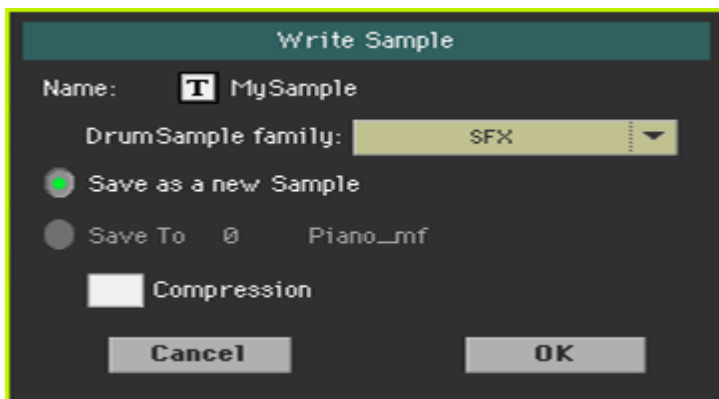 Write Sample
Name: T MySample
DrumSample family: SFX
Save as a new Sample
Save To 0 Piano_mf
Compression
Cancel OK